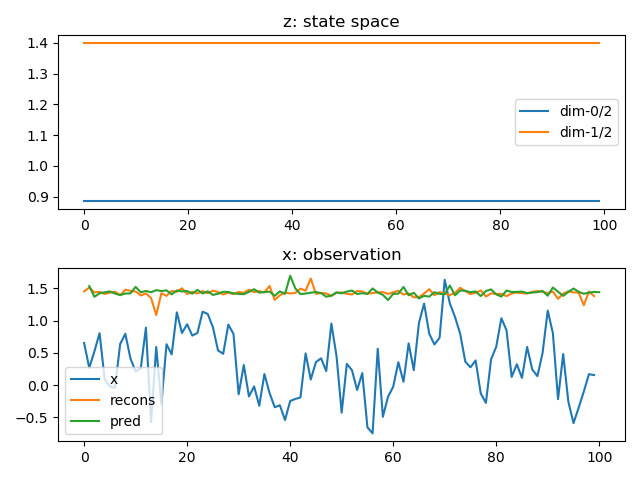 z: state space
1.4
1.3
1.2
1.1
1.0
0.9
dim-0/2
dim-1/2
0 20 40 60 80 100
x: observation
1.5
1.0
0.5
0.0
−0.5
x
recons
pred
0 20 40 60 80 100